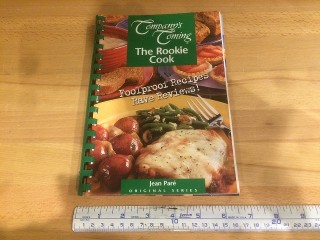 Company's
Coming
The Rookie
Cook
Foolproof Recipes
Rave Reviews!
Jean Paré
ORIGINAL SERIES